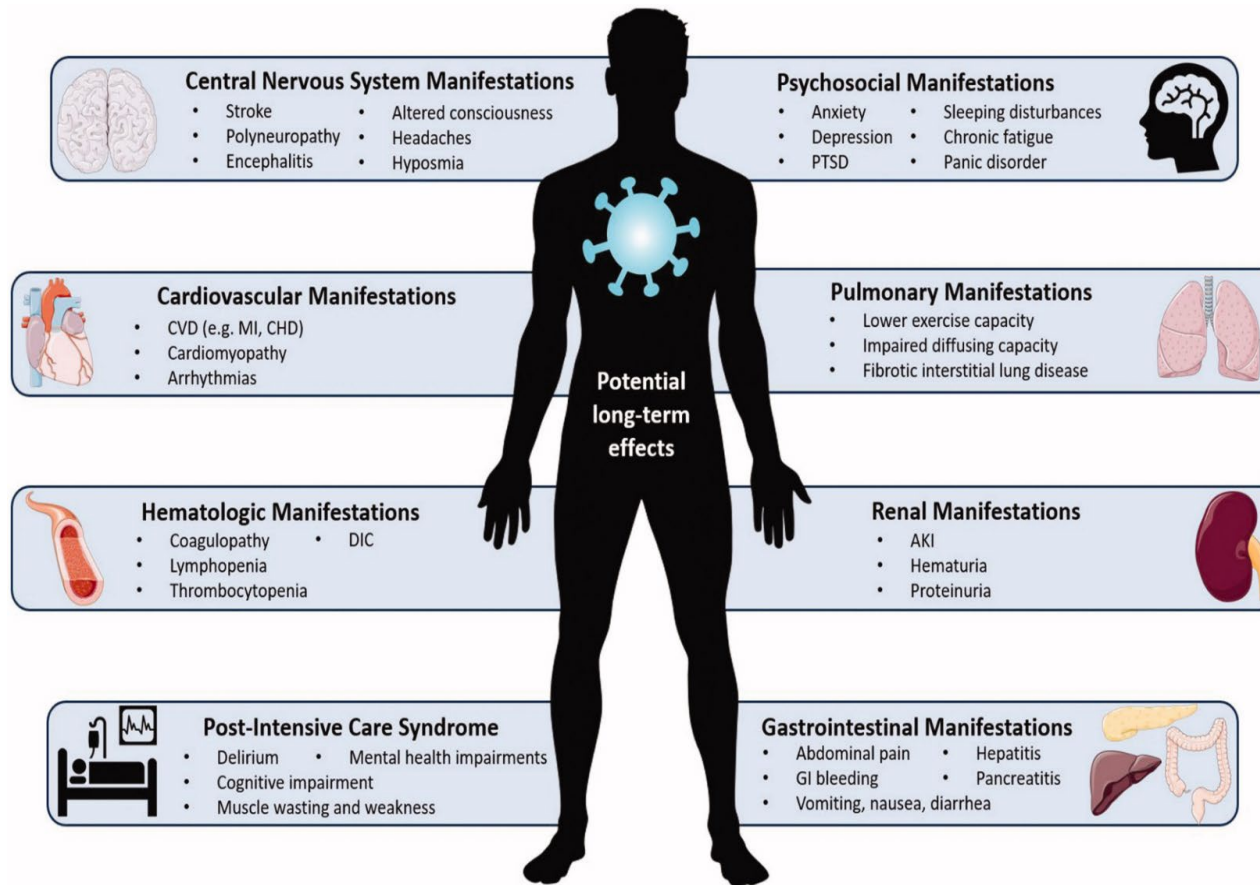 Central Nervous System Manifestations
• Stroke
• Polyneuropathy
• Encephalitis
• Altered consciousness
• Headaches
• Hyposmia
Psychosocial Manifestations
• Anxiety
• Depression
• PTSD
• Sleeping disturbances
• Chronic fatigue
• Panic disorder
Cardiovascular Manifestations
• CVD (e.g. MI, CHD)
• Cardiomyopathy
• Arrhythmias
Pulmonary Manifestations
• Lower exercise capacity
• Impaired diffusing capacity
• Fibrotic interstitial lung disease
Potential
long-term
effects
Hematologic Manifestations
• Coagulopathy
• Lymphopenia
• Thrombocytopenia
• DIC
Renal Manifestations
• AKI
• Hematuria
• Proteinuria
Post-Intensive Care Syndrome
• Delirium
• Mental health impairments
• Cognitive impairment
• Muscle wasting and weakness
Gastrointestinal Manifestations
• Abdominal pain
• Hepatitis
• GI bleeding
• Pancreatitis
• Vomiting, nausea, diarrhea